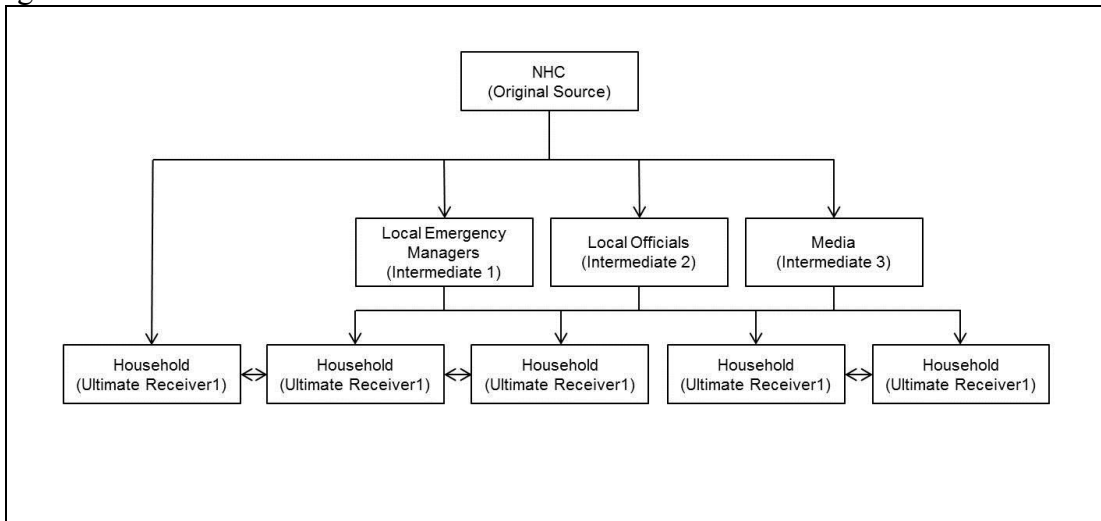 NHC
(Original Source)
Local Emergency
Managers
(Intermediate 1)
Local Officials
(Intermediate 2)
Media
(Intermediate 3)
Household
(Ultimate Receiver1)
Household
(Ultimate Receiver1)
Household
(Ultimate Receiver1)
Household
(Ultimate Receiver1)
Household
(Ultimate Receiver1)